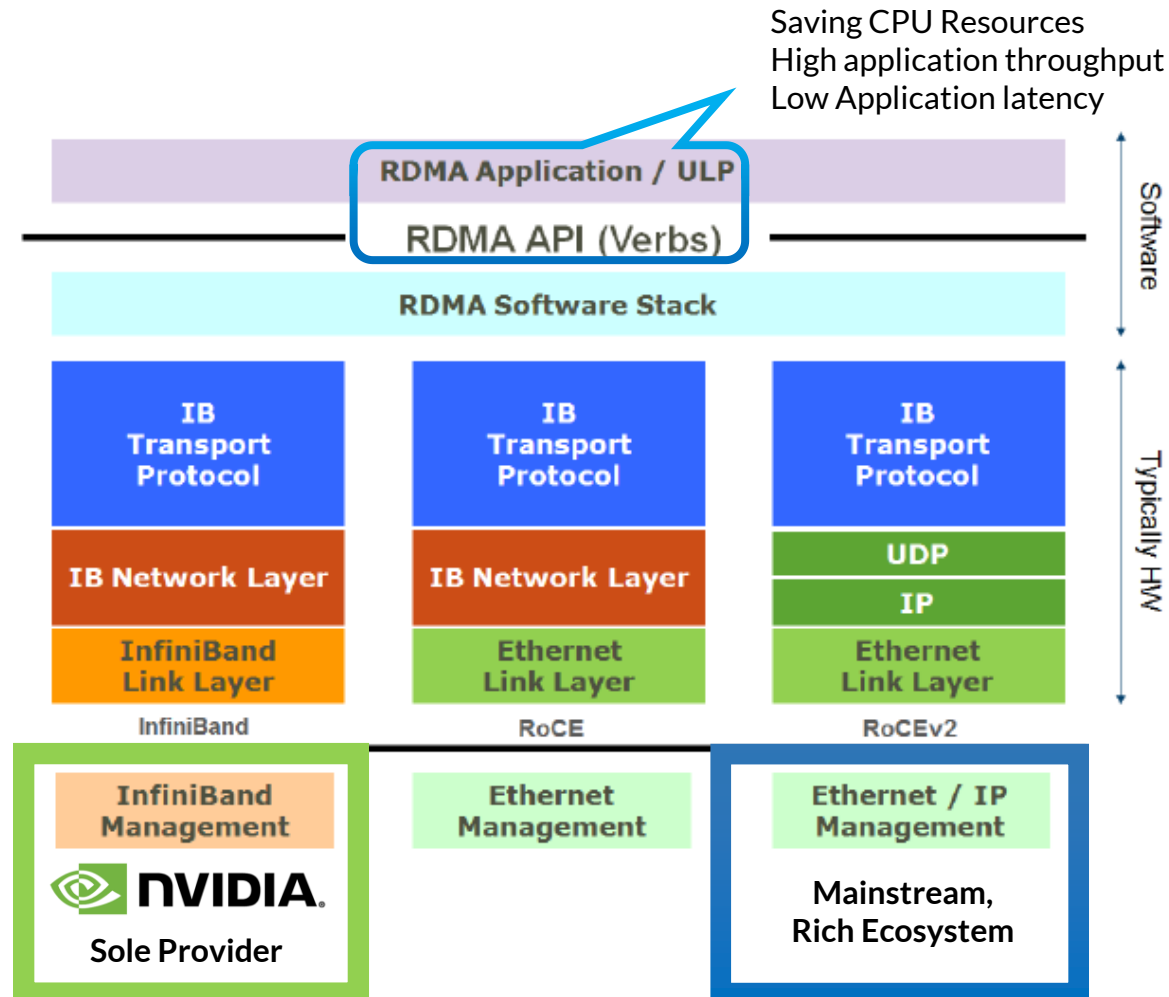 Saving CPU Resources
High application throughput
Low Application latency
RDMA Application / ULP
RDMA API (Verbs)
RDMA Software Stack
Software
IB
Transport
Protocol
IB
Transport
Protocol
IB
Transport
Protocol
IB Network Layer
IB Network Layer
UDP
IP
InfiniBand
Link Layer
Ethernet
Link Layer
Ethernet
Link Layer
Typically HW
InfiniBand
RoCE
RoCEv2
InfiniBand
Management
Ethernet
Management
Ethernet / IP
Management
NVIDIA.
Sole Provider
Mainstream,
Rich Ecosystem